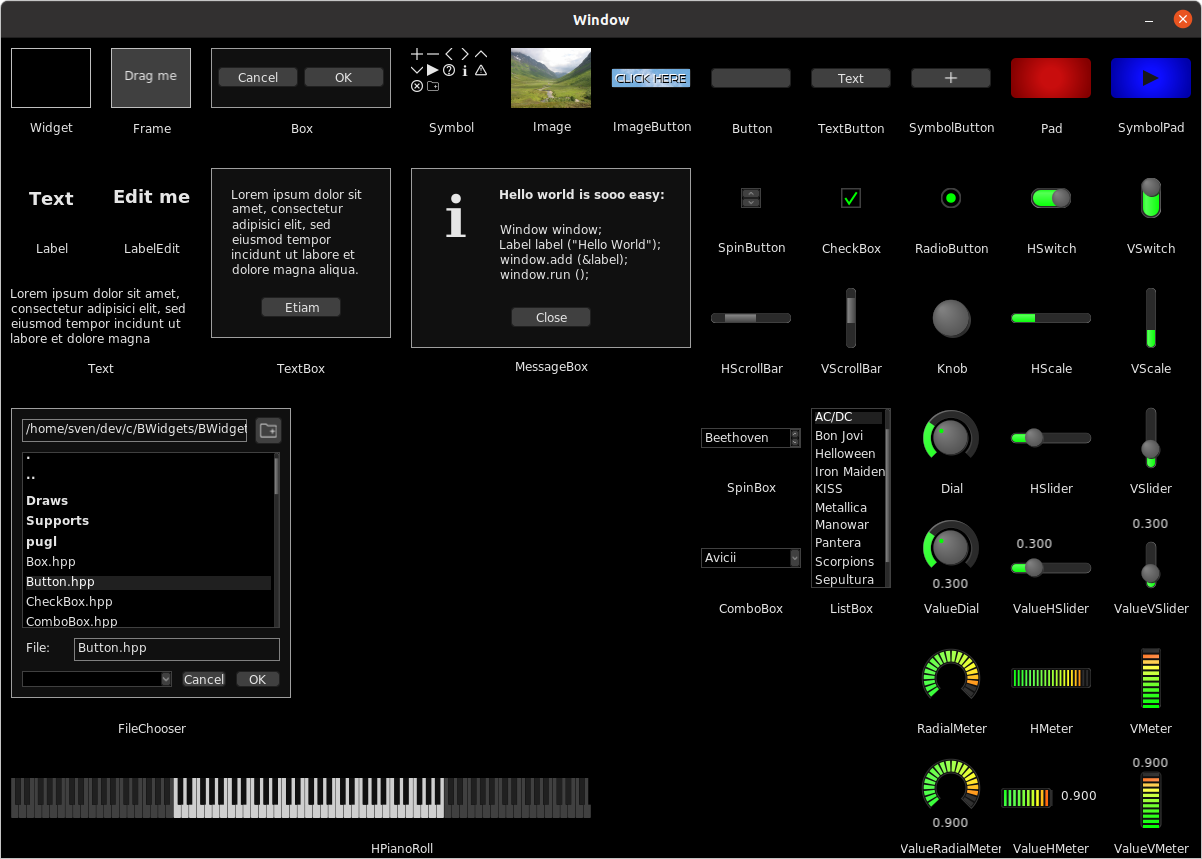 Window
Drag me
Cancel
OK
CLICK HERE
Text
Widget
Frame
Box
Symbol
Image
ImageButton
Button
TextButton
SymbolButton
Pad
SymbolPad
Text
Edit me
Label
LabelEdit
Lorem ipsum dolor sit
amet, consectetur
adipisici elit, sed
eiusmod tempor
incidunt ut labore et
dolore magna aliqua.
Etiam
Hello world is sooo easy:
Window window;
Label label ("Hello World");
window.add (&label);
window.run ();
Close
SpinButton
CheckBox
RadioButton
HSwitch
VSwitch
Lorem ipsum dolor sit amet,
consectetur adipisici elit, sed
eiusmod tempor incidunt ut
labore et dolore magna
Text
TextBox
MessageBox
HScrollBar
VScrollBar
Knob
HScale
VScale
/home/sven/dev/c/BWidgets/BWidget
.
..
Draws
Supports
pugl
Box.hpp
Button.hpp
CheckBox.hpp
ComboBox.hpp
File:
Button.hpp
Cancel
OK
FileChooser
Beethoven
SpinBox
Avicii
ComboBox
AC/DC
Bon Jovi
Helloween
Iron Maiden
KISS
Metallica
Manowar
Pantera
Scorpions
Sepultura
ListBox
Dial
HSlider
VSlider
0.300
0.300
0.300
ValueDial
ValueHSlider
ValueVSlider
RadialMeter
HMeter
VMeter
0.900
0.900
0.900
HPianoRoll
ValueRadialMeter
ValueHMeter
ValueVMeter